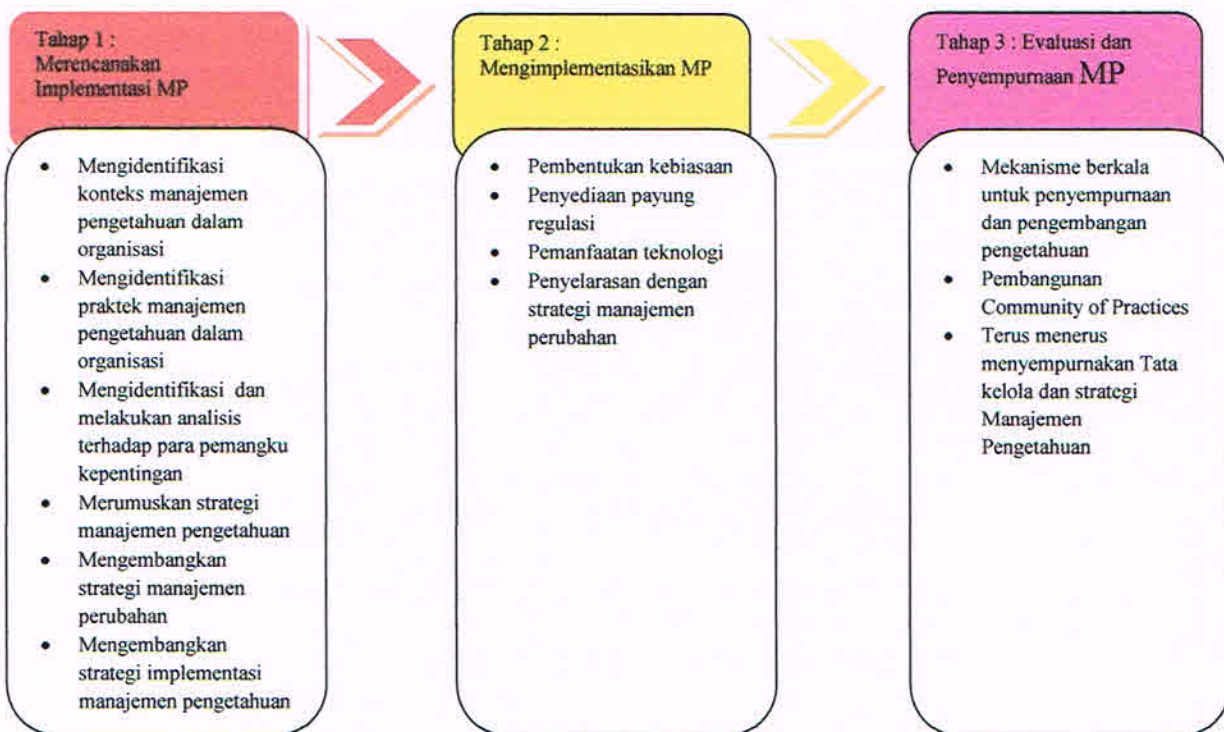 Tahap 1 :
Merencanakan
Implementasi MP
• Mengidentifikasi
konteks manajemen
pengetahuan dalam
organisasi
• Mengidentifikasi
praktek manajemen
pengetahuan dalam
organisasi
• Mengidentifikasi dan
melakukan analisis
terhadap para pemangku
kepentingan
• Merumuskan strategi
manajemen pengetahuan
• Mengembangkan
strategi manajemen
perubahan
• Mengembangkan
strategi implementasi
manajemen pengetahuan
Tahap 2 :
Mengimplementasikan MP
• Pembentukan kebiasaan
• Penyediaan payung
regulasi
• Pemanfaatan teknologi
• Penyelarasan dengan
strategi manajemen
perubahan
Tahap 3 : Evaluasi dan
Penyempurnaan MP
• Mekanisme berkala
untuk penyempurnaan
dan pengembangan
pengetahuan
• Pembangunan
Community of Practices
• Terus menerus
menyempurnakan Tata
kelola dan strategi
Manajemen
Pengetahuan